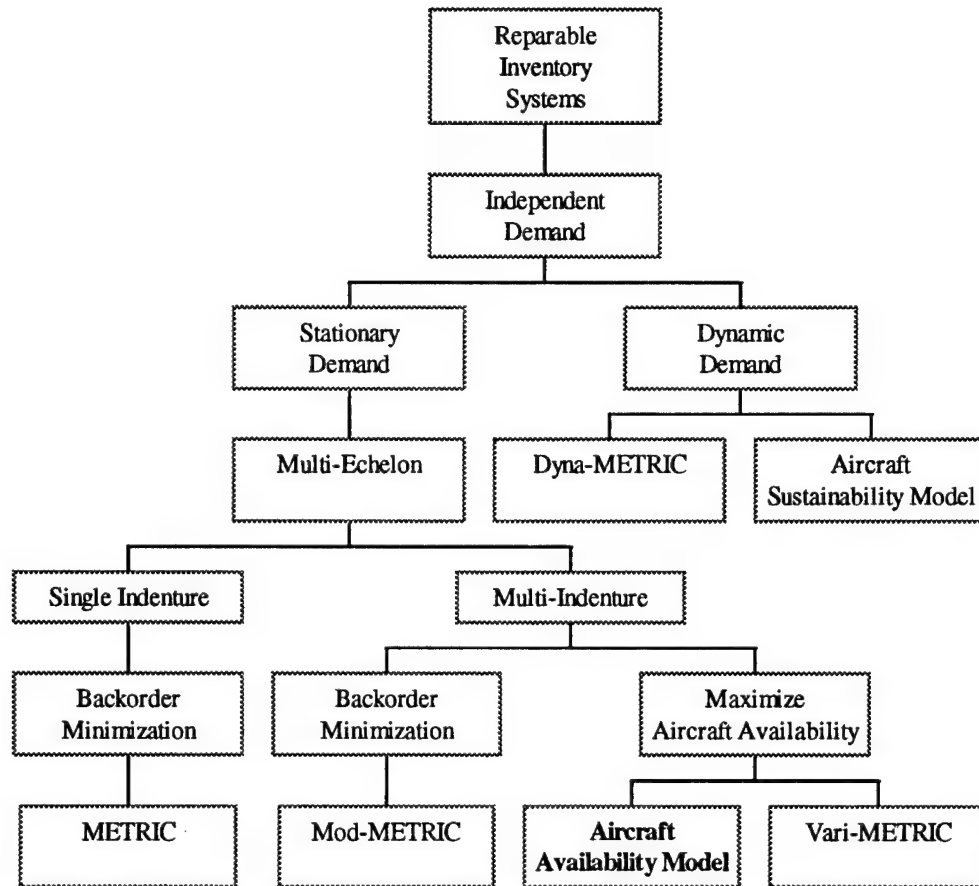 Reparable
Inventory
Systems
Independent
Demand
Stationary
Demand
Dynamic
Demand
Multi-Echelon
Dyna-METRIC
Aircraft
Sustainability Model
Single Indenture
Multi-Indenture
Backorder
Minimization
Backorder
Minimization
Maximize
Aircraft Availability
METRIC
Mod-METRIC
Aircraft
Availability Model
Vari-METRIC